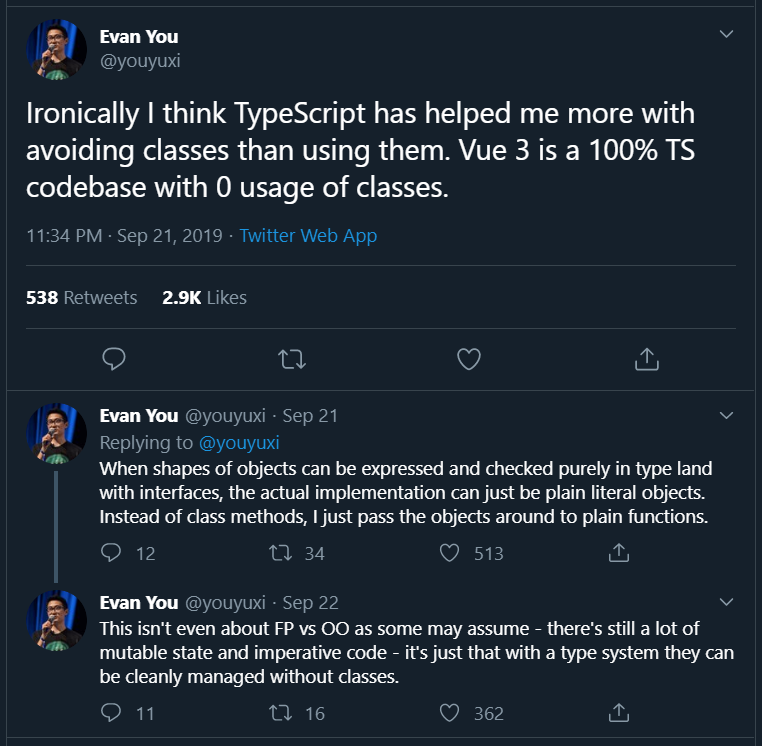 Evan You
@youyuxi
Ironically I think TypeScript has helped me more with
avoiding classes than using them. Vue 3 is a 100% TS
codebase with 0 usage of classes.
11:34 PM · Sep 21, 2019 · Twitter Web App
538 Retweets 2.9K Likes
Evan You @youyuxi · Sep 21
Replying to @youyuxi
When shapes of objects can be expressed and checked purely in type land
with interfaces, the actual implementation can just be plain literal objects.
Instead of class methods, I just pass the objects around to plain functions.
12 34 513
Evan You @youyuxi · Sep 22
This isn't even about FP vs OO as some may assume - there's still a lot of
mutable state and imperative code - it's just that with a type system they can
be cleanly managed without classes.
11 16 362